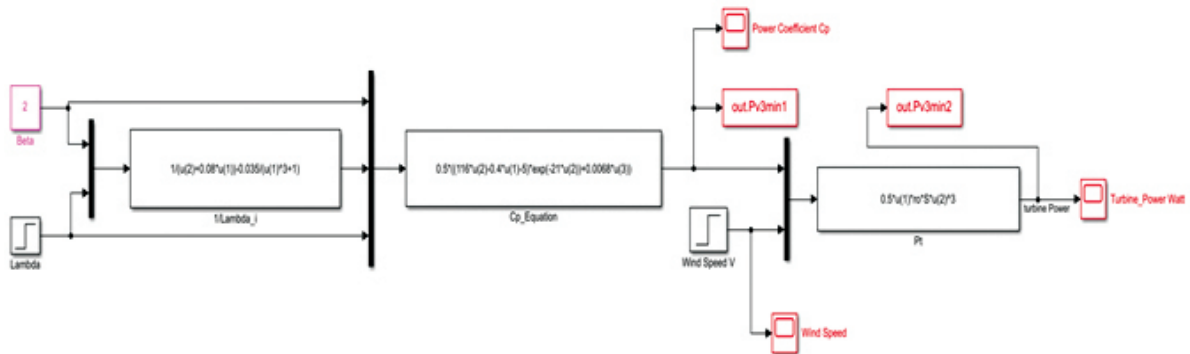 Power Coefficient Cp
2
Beta
out.Pv3min1
out.Pv3min2
1/(u(2)+0.08*u(1))-0.035/(u(1)^3+1)
1/Lambda_i
0.5*((116*u(2)-0.4*u(1)-5)*exp(-21*u(2))+0.0068*u(3))
Cp_Equation
0.5*u(1)*ro*S*u(2)^3
Pt
turbine Power
Turbine_Power Watt
Lambda
Wind Speed V
Wind Speed